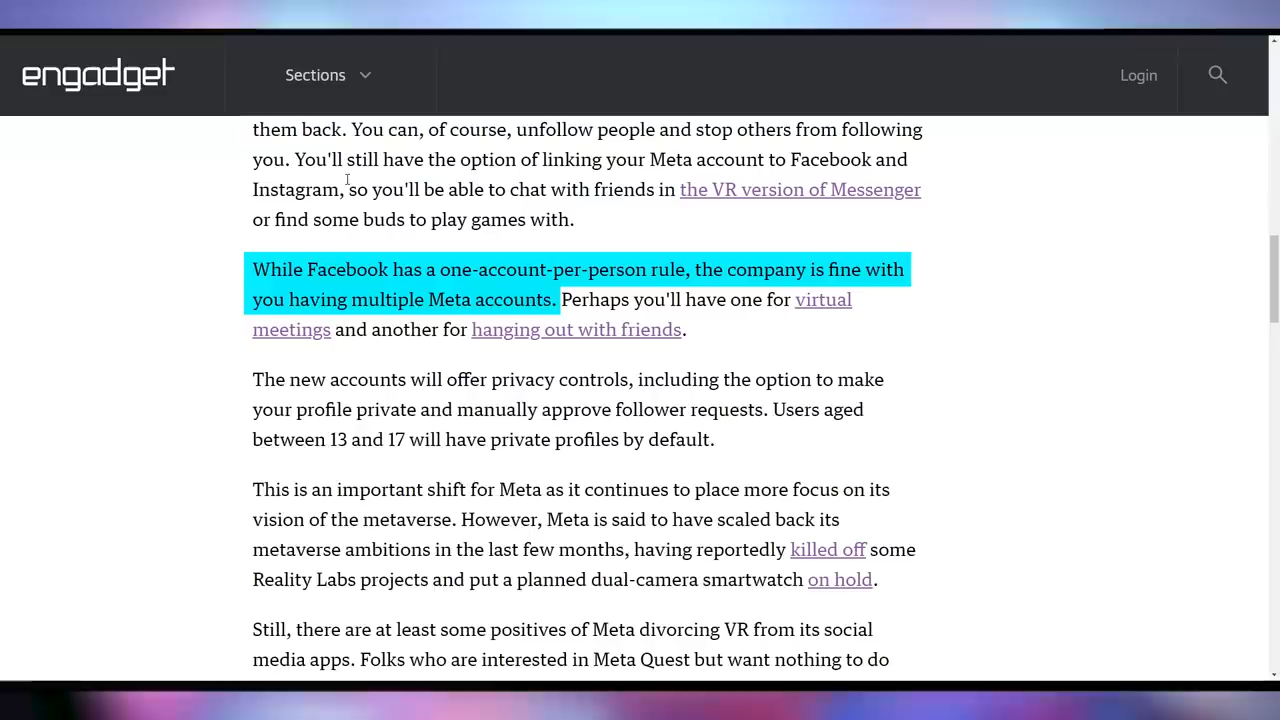 engadget
Sections
Login
them back. You can, of course, unfollow people and stop others from following
you. You'll still have the option of linking your Meta account to Facebook and
Instagram, so you'll be able to chat with friends in the VR version of Messenger
or find some buds to play games with.
While Facebook has a one-account-per-person rule, the company is fine with
you having multiple Meta accounts. Perhaps you'll have one for virtual
meetings and another for hanging out with friends.
The new accounts will offer privacy controls, including the option to make
your profile private and manually approve follower requests. Users aged
between 13 and 17 will have private profiles by default.
This is an important shift for Meta as it continues to place more focus on its
vision of the metaverse. However, Meta is said to have scaled back its
metaverse ambitions in the last few months, having reportedly killed off some
Reality Labs projects and put a planned dual-camera smartwatch on hold.
Still, there are at least some positives of Meta divorcing VR from its social
media apps. Folks who are interested in Meta Quest but want nothing to do